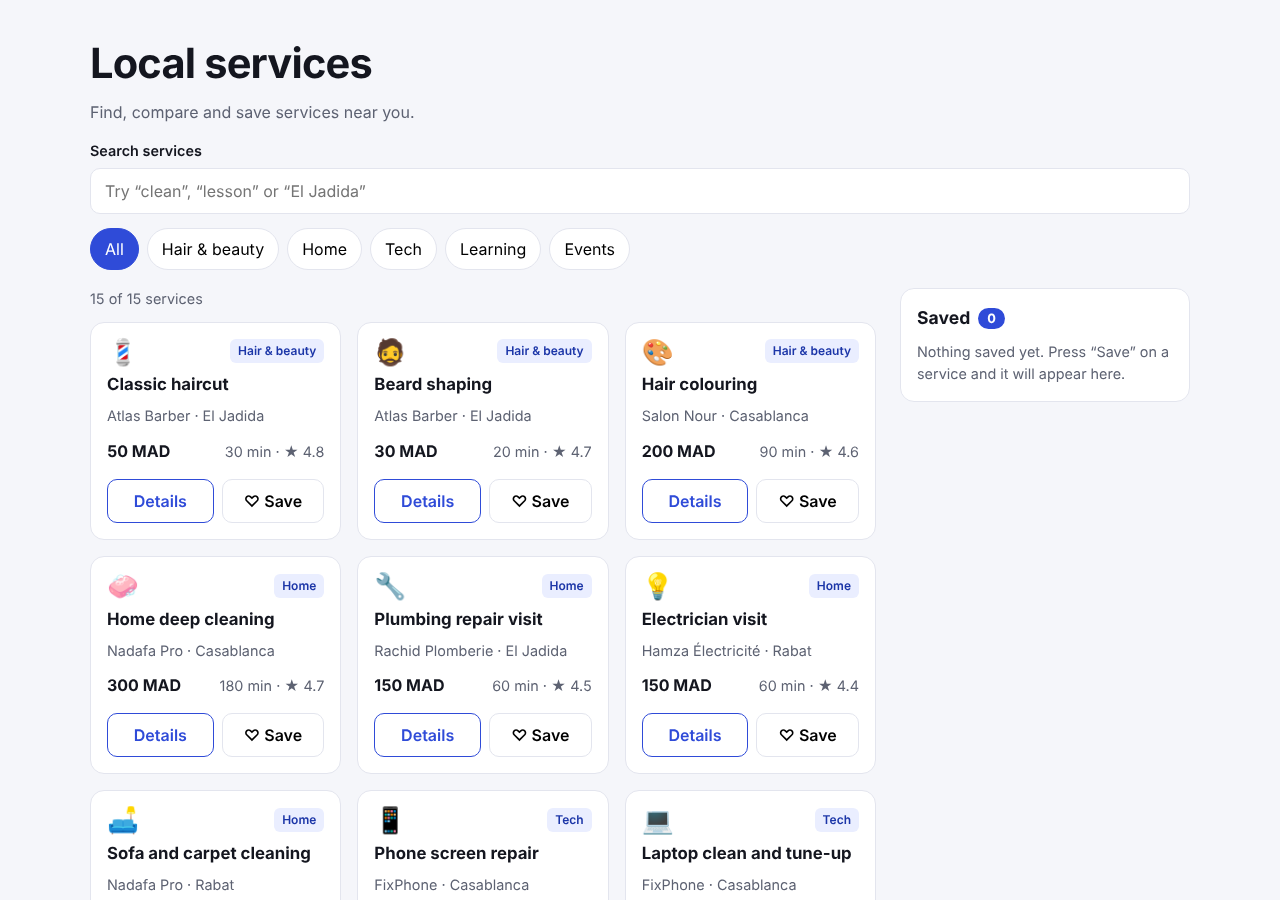 Local services
Find, compare and save services near you.
Search services
Try “clean”, “lesson” or “El Jadida”
All
Hair & beauty
Home
Tech
Learning
Events
15 of 15 services
Hair & beauty
Classic haircut
Atlas Barber · El Jadida
50 MAD 30 min · ★ 4.8
Details ♡ Save
Hair & beauty
Beard shaping
Atlas Barber · El Jadida
30 MAD 20 min · ★ 4.7
Details ♡ Save
Hair & beauty
Hair colouring
Salon Nour · Casablanca
200 MAD 90 min · ★ 4.6
Details ♡ Save
Home
Home deep cleaning
Nadafa Pro · Casablanca
300 MAD 180 min · ★ 4.7
Details ♡ Save
Home
Plumbing repair visit
Rachid Plomberie · El Jadida
150 MAD 60 min · ★ 4.5
Details ♡ Save
Home
Electrician visit
Hamza Électricité · Rabat
150 MAD 60 min · ★ 4.4
Details ♡ Save
Home
Sofa and carpet cleaning
Nadafa Pro · Rabat
Tech
Phone screen repair
FixPhone · Casablanca
Tech
Laptop clean and tune-up
FixPhone · Casablanca
Saved 0
Nothing saved yet. Press “Save” on a
service and it will appear here.